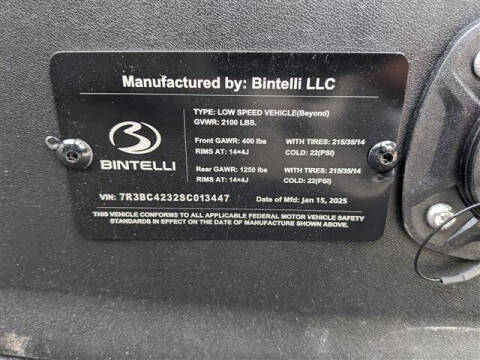 Manufactured by: Bintelli LLC
TYPE: LOW SPEED VEHICLE(Beyond)
GVWR: 2100 LBS.
Front GAWR: 400 lbs WITH TIRES: 215/35/14
RIMS AT: 14×4J COLD: 22(PSI)
BINTELLI
Rear GAWR: 1250 lbs WITH TIRES: 215/35/14
RIMS AT: 14×4J COLD: 22(PSI)
VIN: 7R3BC4232SC013447 Date of Mfd: Jan 15, 2025
THIS VEHICLE CONFORMS TO ALL APPLICABLE FEDERAL MOTOR VEHICLE SAFETY
STANDARDS IN EFFECT ON THE DATE OF MANUFACTURE SHOWN ABOVE.